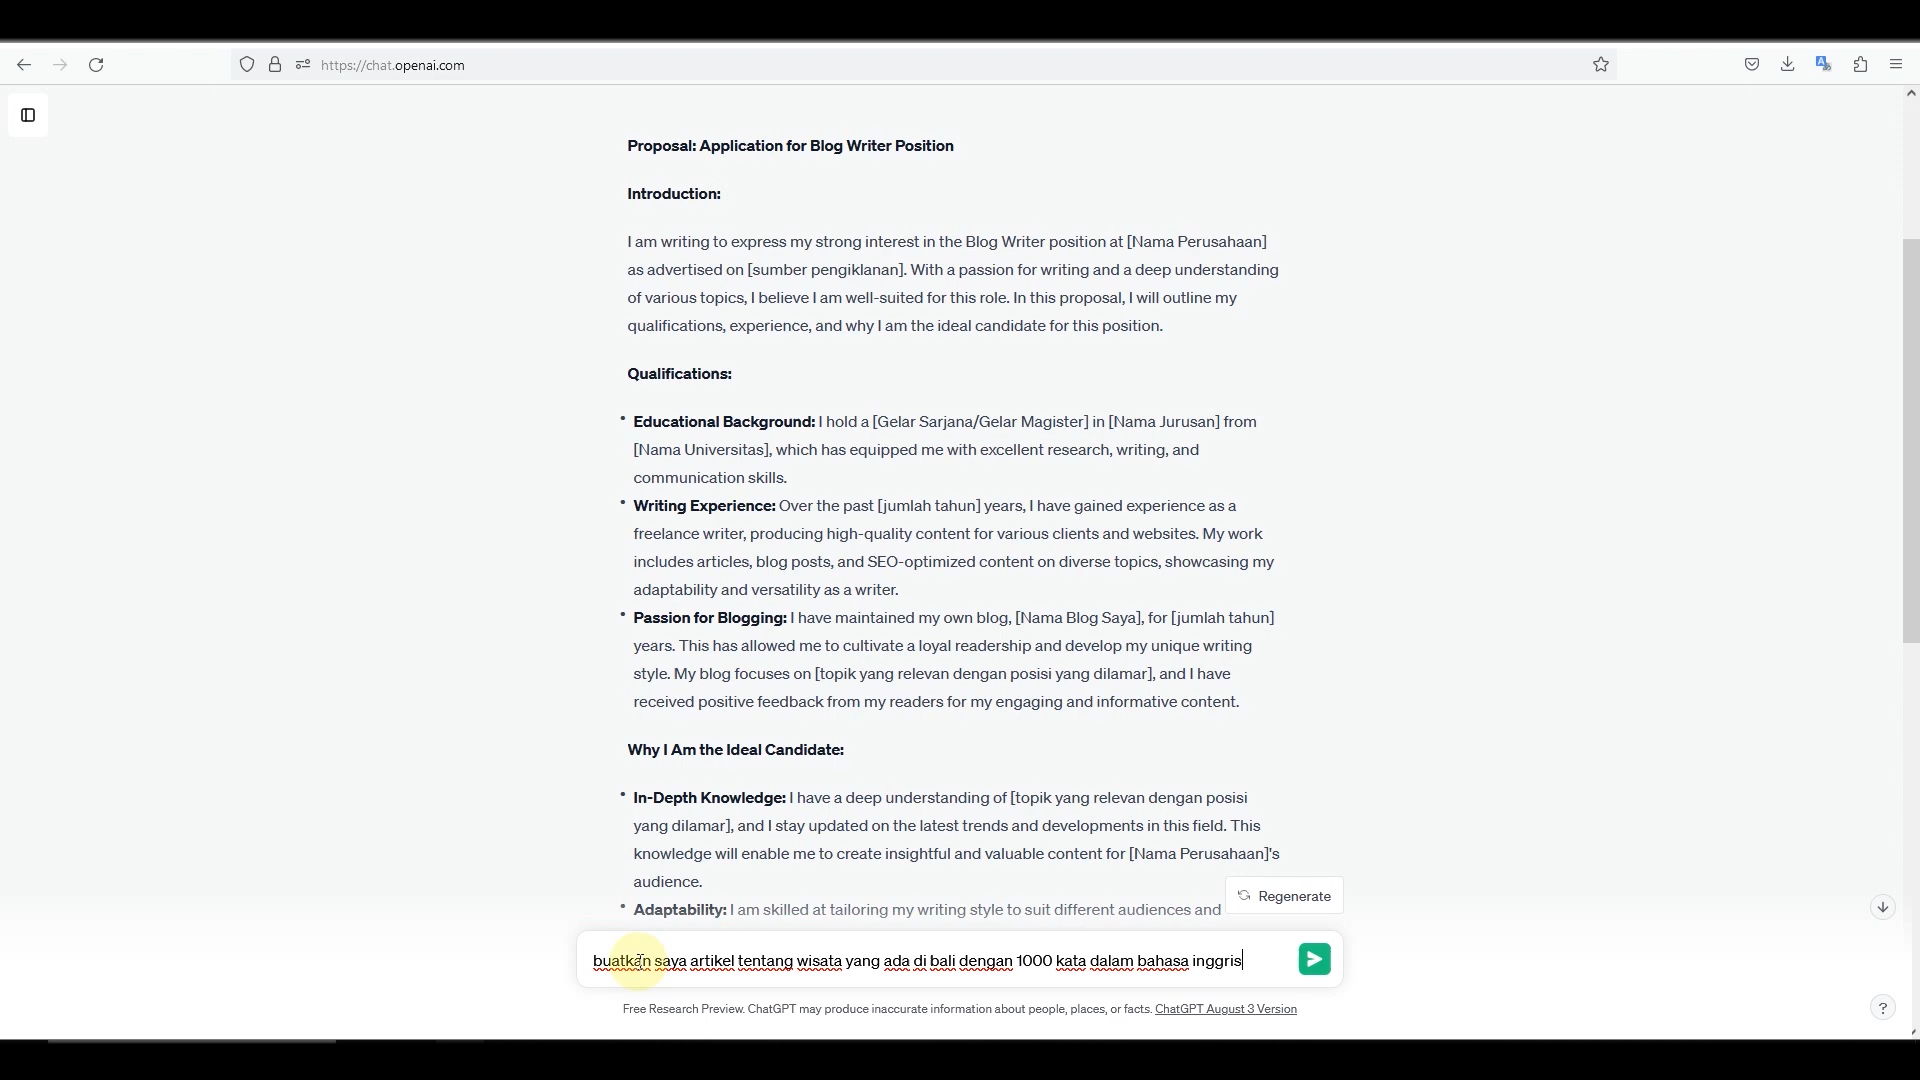 https://chat.openai.com
Proposal: Application for Blog Writer Position
Introduction:
I am writing to express my strong interest in the Blog Writer position at [Nama Perusahaan]
as advertised on [sumber pengiklanan]. With a passion for writing and a deep understanding
of various topics, I believe I am well-suited for this role. In this proposal, I will outline my
qualifications, experience, and why I am the ideal candidate for this position.
Qualifications:
• Educational Background: I hold a [Gelar Sarjana/Gelar Magister] in [Nama Jurusan] from
[Nama Universitas], which has equipped me with excellent research, writing, and
communication skills.
• Writing Experience: Over the past [jumlah tahun] years, I have gained experience as a
freelance writer, producing high-quality content for various clients and websites. My work
includes articles, blog posts, and SEO-optimized content on diverse topics, showcasing my
adaptability and versatility as a writer.
• Passion for Blogging: I have maintained my own blog, [Nama Blog Saya], for [jumlah tahun]
years. This has allowed me to cultivate a loyal readership and develop my unique writing
style. My blog focuses on [topik yang relevan dengan posisi yang dilamar], and I have
received positive feedback from my readers for my engaging and informative content.
Why I Am the Ideal Candidate:
• In-Depth Knowledge: I have a deep understanding of [topik yang relevan dengan posisi
yang dilamar], and I stay updated on the latest trends and developments in this field. This
knowledge will enable me to create insightful and valuable content for [Nama Perusahaan]'s
audience.
Regenerate
• Adaptability: I am skilled at tailoring my writing style to suit different audiences and
buatkan saya artikel tentang wisata yang ada di bali dengan 1000 kata dalam bahasa inggris
Free Research Preview. ChatGPT may produce inaccurate information about people, places, or facts. ChatGPT August 3 Version
?